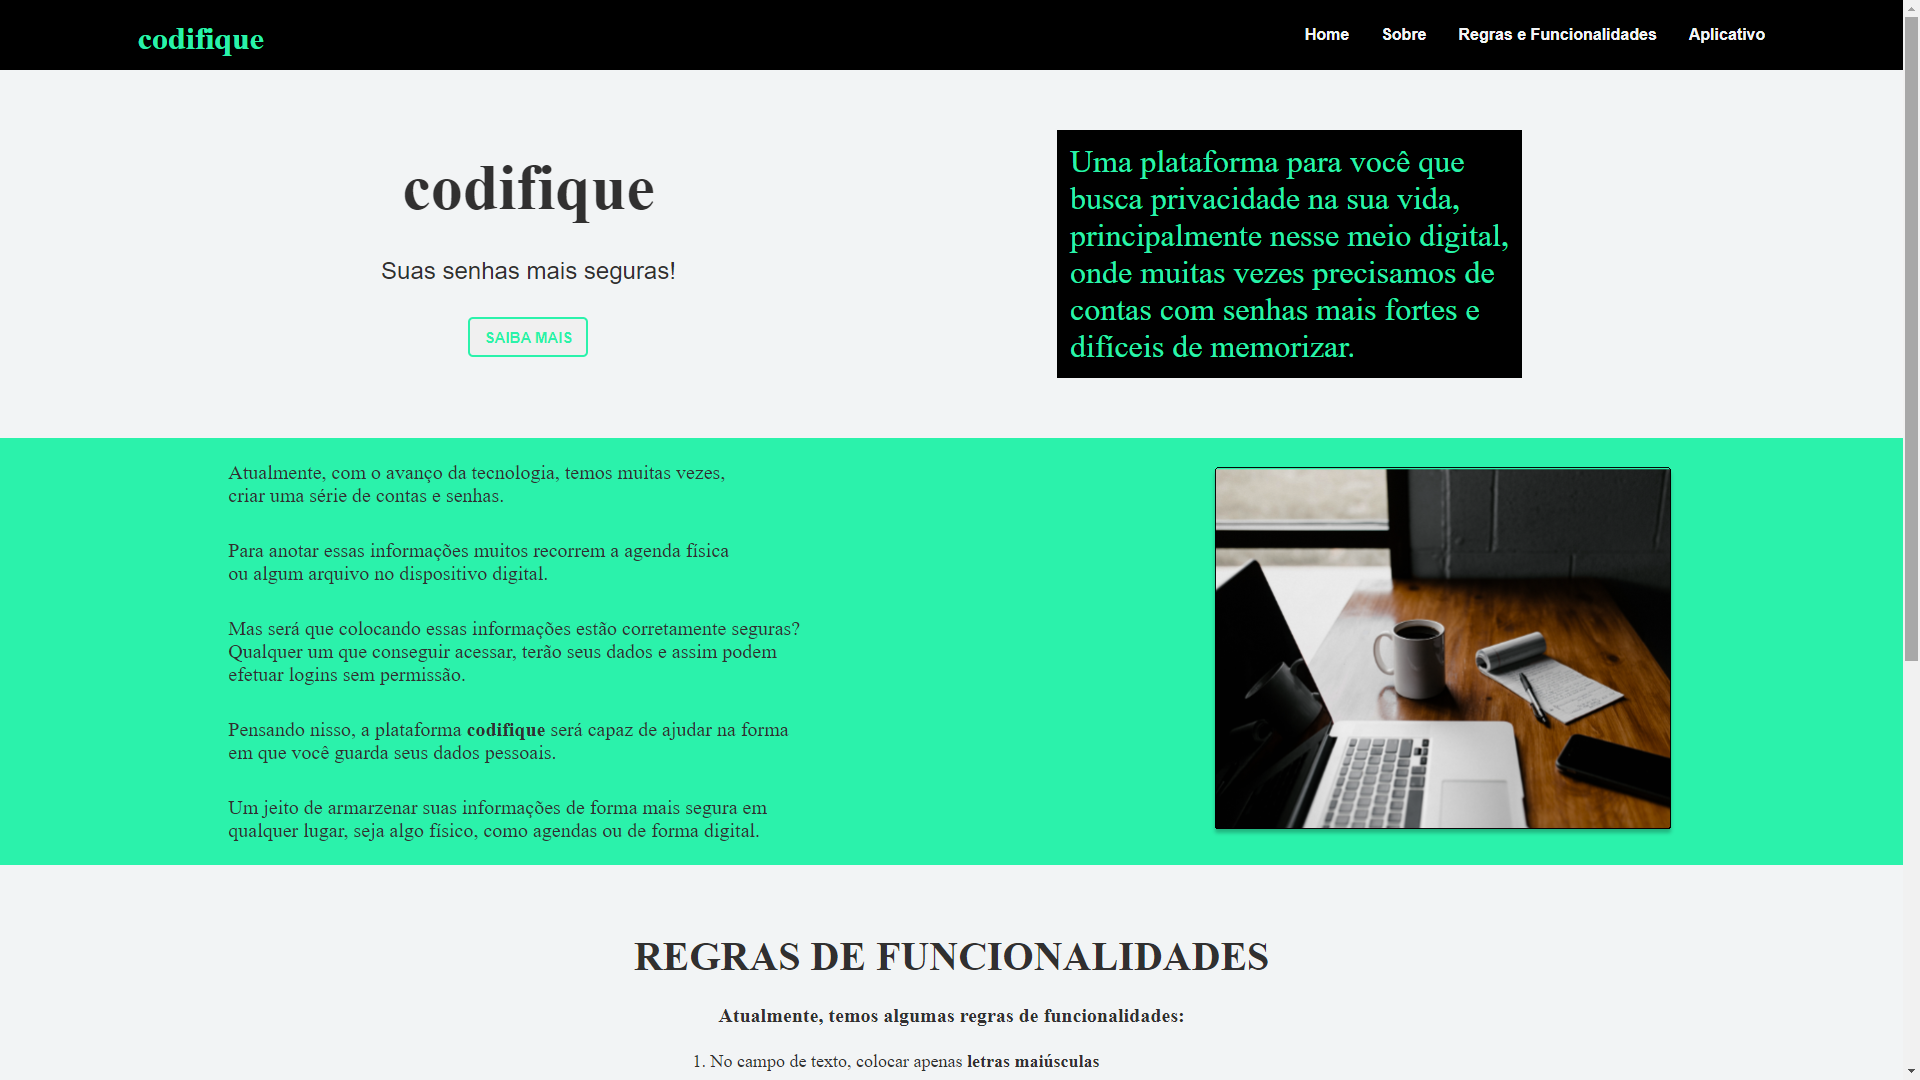 codifique
Home Sobre Regras e Funcionalidades Aplicativo
codifique
Suas senhas mais seguras!
SAIBA MAIS
Uma plataforma para você que
busca privacidade na sua vida,
principalmente nesse meio digital,
onde muitas vezes precisamos de
contas com senhas mais fortes e
difíceis de memorizar.
Atualmente, com o avanço da tecnologia, temos muitas vezes,
criar uma série de contas e senhas.
Para anotar essas informações muitos recorrem a agenda física
ou algum arquivo no dispositivo digital.
Mas será que colocando essas informações estão corretamente seguras?
Qualquer um que conseguir acessar, terão seus dados e assim podem
efetuar logins sem permissão.
Pensando nisso, a plataforma codifique será capaz de ajudar na forma
em que você guarda seus dados pessoais.
Um jeito de armarzenar suas informações de forma mais segura em
qualquer lugar, seja algo físico, como agendas ou de forma digital.
REGRAS DE FUNCIONALIDADES
Atualmente, temos algumas regras de funcionalidades:
1. No campo de texto, colocar apenas letras maiúsculas